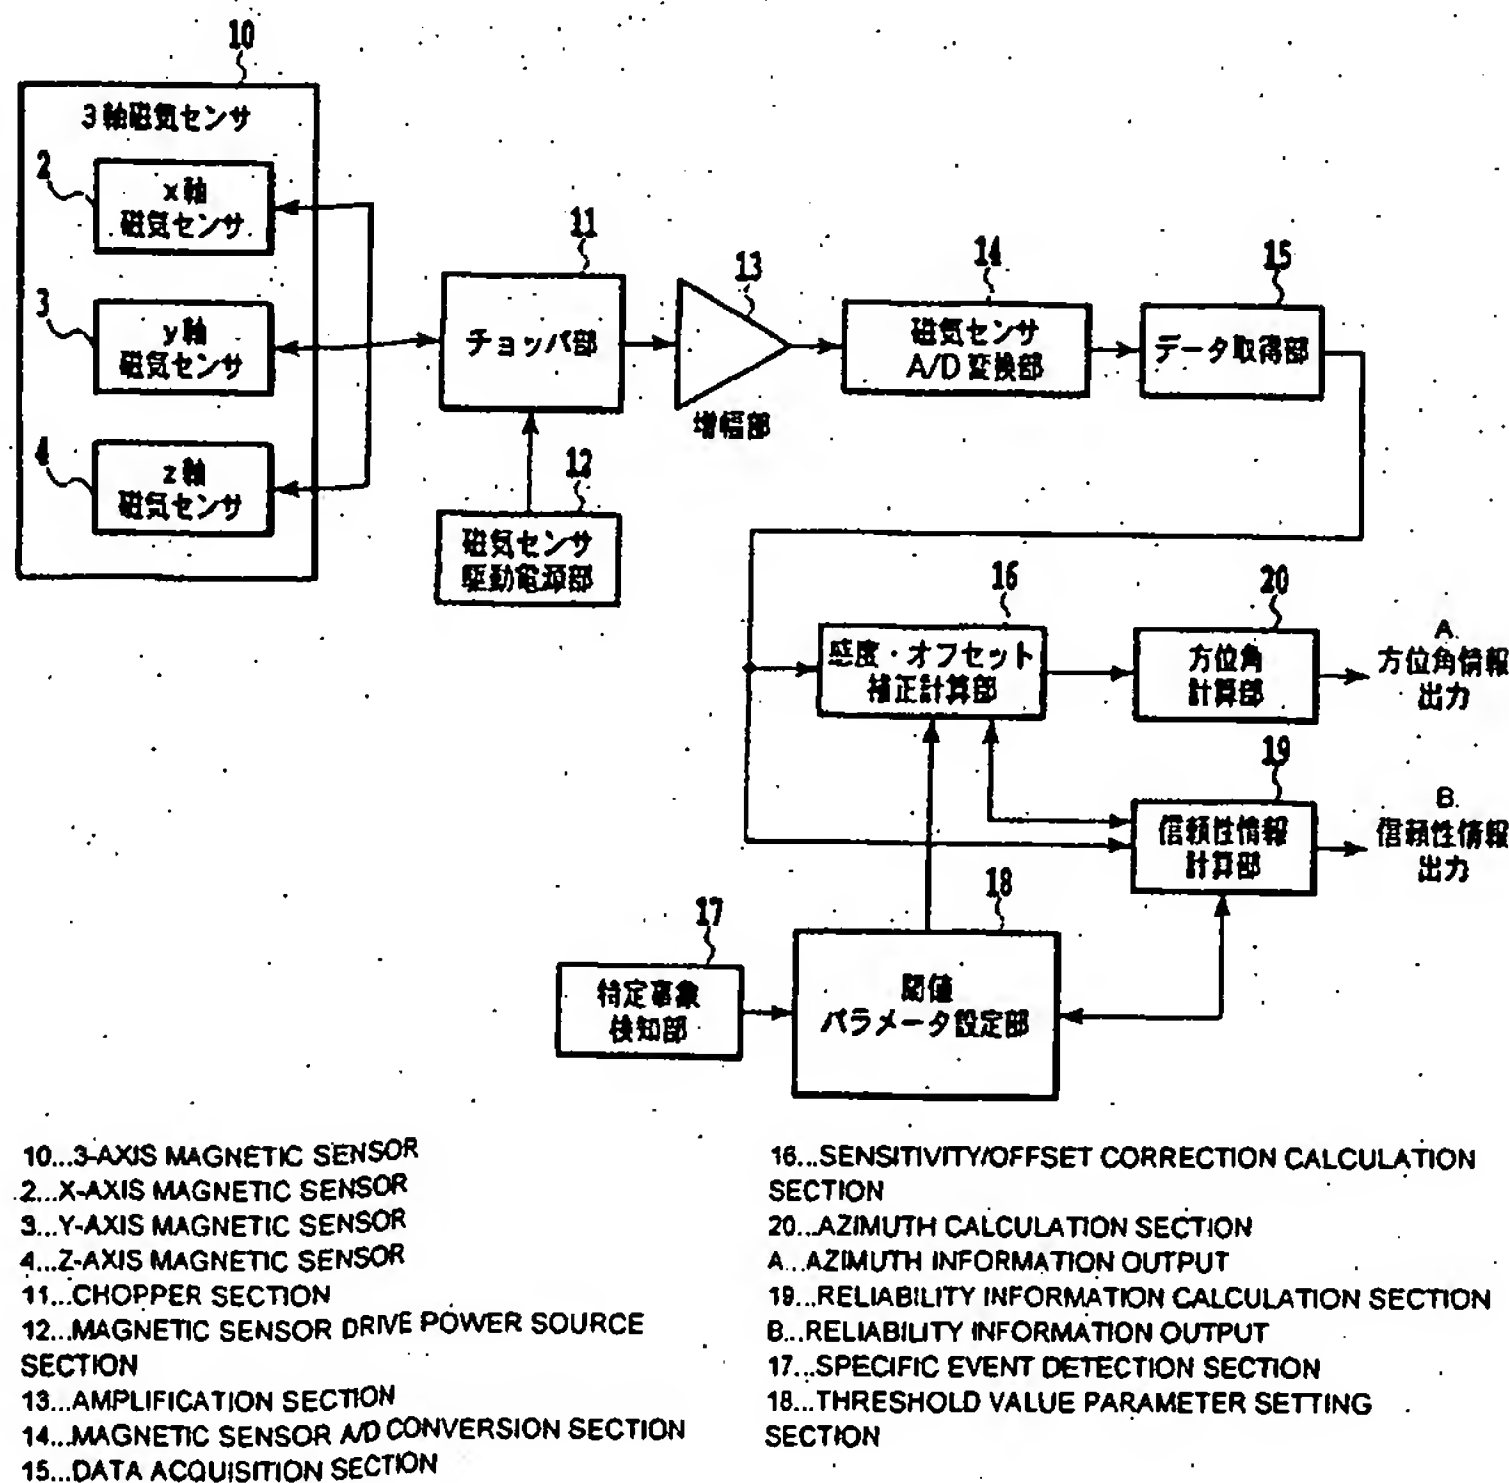 10
3軸磁気センサ
2
x軸
磁気センサ
3
y軸
磁気センサ
4
z軸
磁気センサ
11
チョッパ部
12
磁気センサ
駆動電源部
13
増幅部
14
磁気センサ
A/D変換部
15
データ取得部
16
感度・オフセット
補正計算部
20
方位角
計算部
A.
方位角情報
出力
19
信頼性情報
計算部
B.
信頼性情報
出力
17
特定事象
検知部
18
閾値
パラメータ設定部
10...3-AXIS MAGNETIC SENSOR
2...X-AXIS MAGNETIC SENSOR
3...Y-AXIS MAGNETIC SENSOR
4...Z-AXIS MAGNETIC SENSOR
11...CHOPPER SECTION
12...MAGNETIC SENSOR DRIVE POWER SOURCE
SECTION
13...AMPLIFICATION SECTION
14...MAGNETIC SENSOR A/D CONVERSION SECTION
15...DATA ACQUISITION SECTION
16...SENSITIVITY/OFFSET CORRECTION CALCULATION
SECTION
20...AZIMUTH CALCULATION SECTION
A...AZIMUTH INFORMATION OUTPUT
19...RELIABILITY INFORMATION CALCULATION SECTION
B...RELIABILITY INFORMATION OUTPUT
17...SPECIFIC EVENT DETECTION SECTION
18...THRESHOLD VALUE PARAMETER SETTING
SECTION